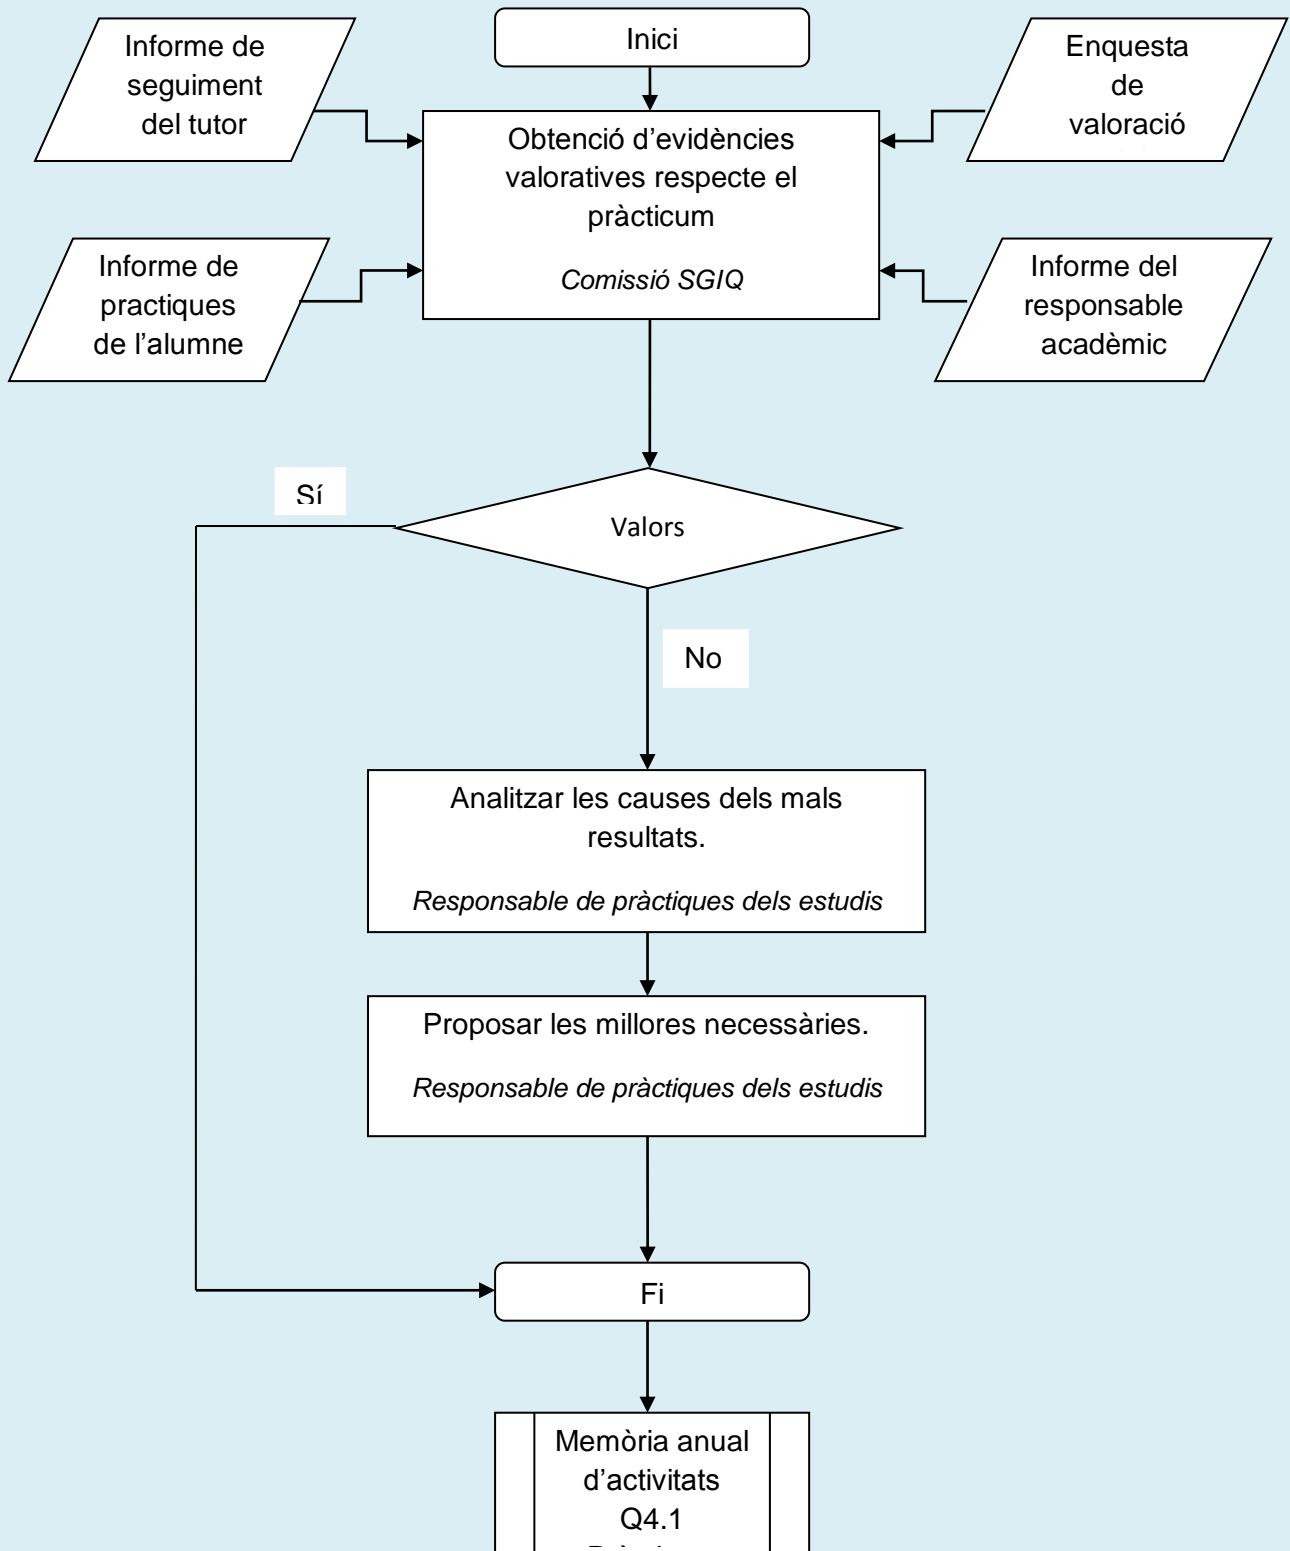 Inici
Informe de
seguiment
del tutor
Enquesta
de
valoració
Obtenció d’evidències
valoratives respecte el
pràcticum
Comissió SGIQ
Informe de
practiques
de l’alumne
Informe del
responsable
acadèmic
Sí
Valors
No
Analitzar les causes dels mals
resultats.
Responsable de pràctiques dels estudis
Proposar les millores necessàries.
Responsable de pràctiques dels estudis
Fi
Memòria anual
d’activitats
Q4.1